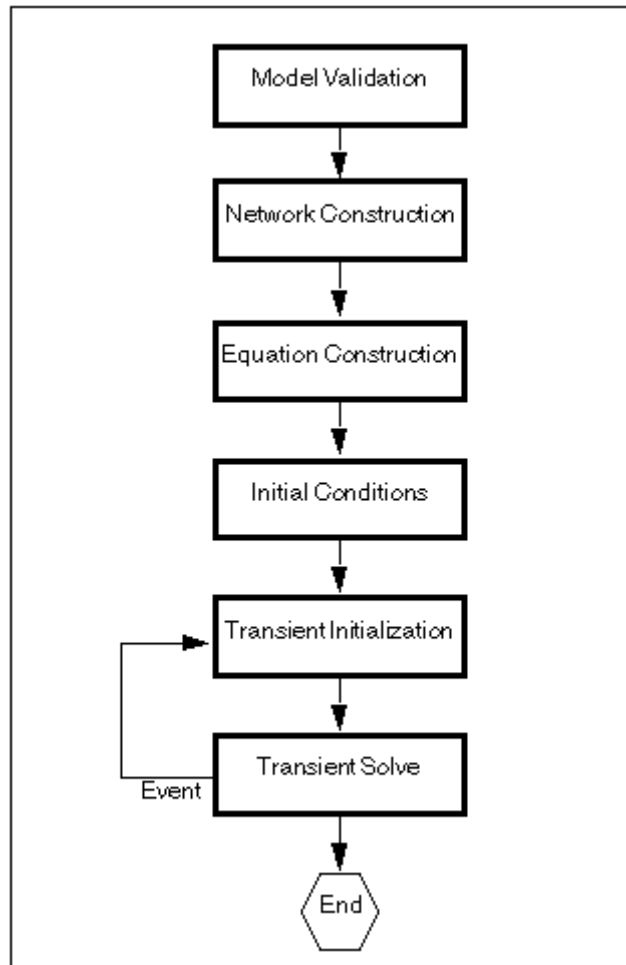 Model Validation
Network Construction
Equation Construction
Initial Conditions
Transient Initialization
Transient Solve
Event
End